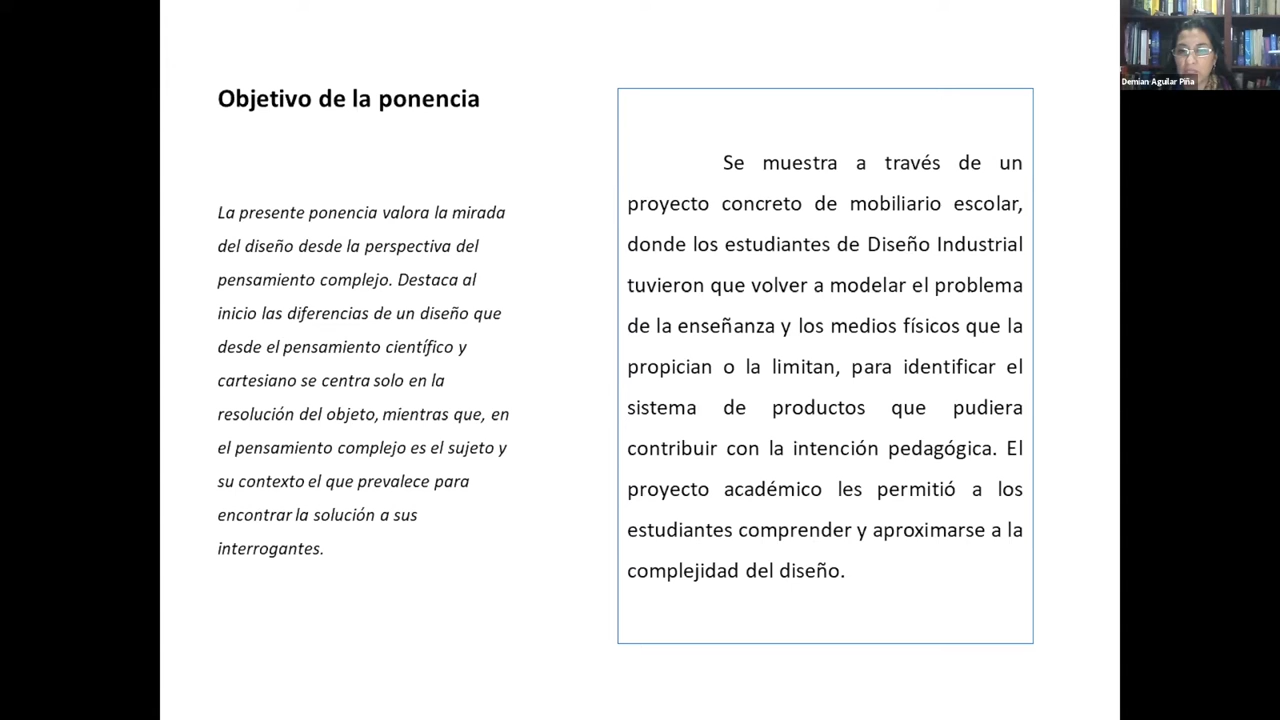 Objetivo de la ponencia
La presente ponencia valora la mirada
del diseño desde la perspectiva del
pensamiento complejo. Destaca al
inicio las diferencias de un diseño que
desde el pensamiento científico y
cartesiano se centra solo en la
resolución del objeto, mientras que, en
el pensamiento complejo es el sujeto y
su contexto el que prevalece para
encontrar la solución a sus
interrogantes.
Se muestra a través de un
proyecto concreto de mobiliario escolar,
donde los estudiantes de Diseño Industrial
tuvieron que volver a modelar el problema
de la enseñanza y los medios físicos que la
propician o la limitan, para identificar el
sistema de productos que pudiera
contribuir con la intención pedagógica. El
proyecto académico les permitió a los
estudiantes comprender y aproximarse a la
complejidad del diseño.
Demian Aguilar Piña